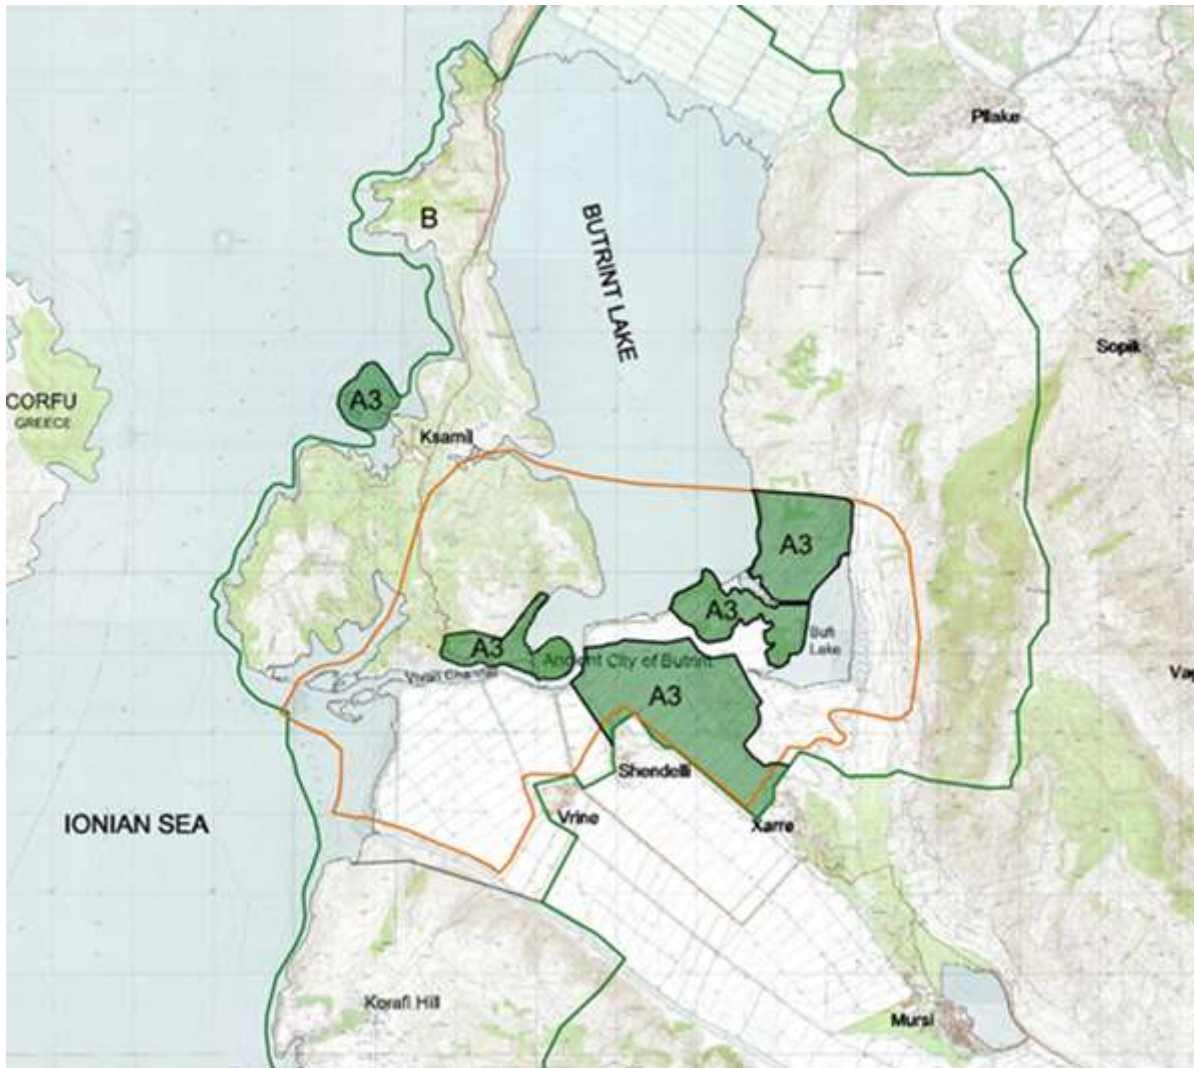 Pllake
B
BUTRINT LAKE
Sopik
A3
CORFU
GREECE
Ksamil
A3
A3
Bufi
Lake
A3
Ancient City of Butrint
Vivari Channel
A3
Shendelli
IONIAN SEA
Vrine
Xarre
Korafi Hill
Mursi